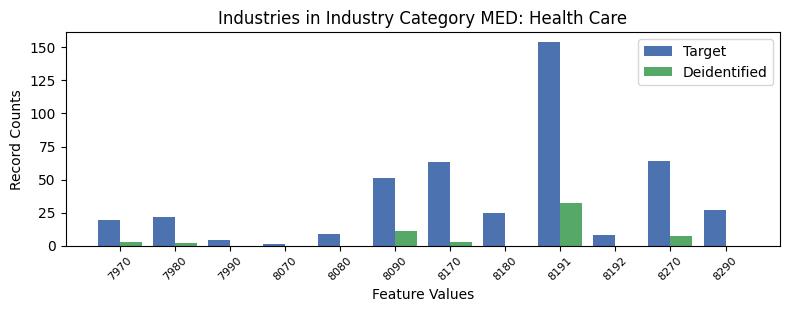 Industries in Industry Category MED: Health Care
Target
Deidentified
Record Counts
150
125
100
75
50
25
0
7970 7980 7990 8070 8080 8090 8170 8180 8191 8192 8270 8290
Feature Values